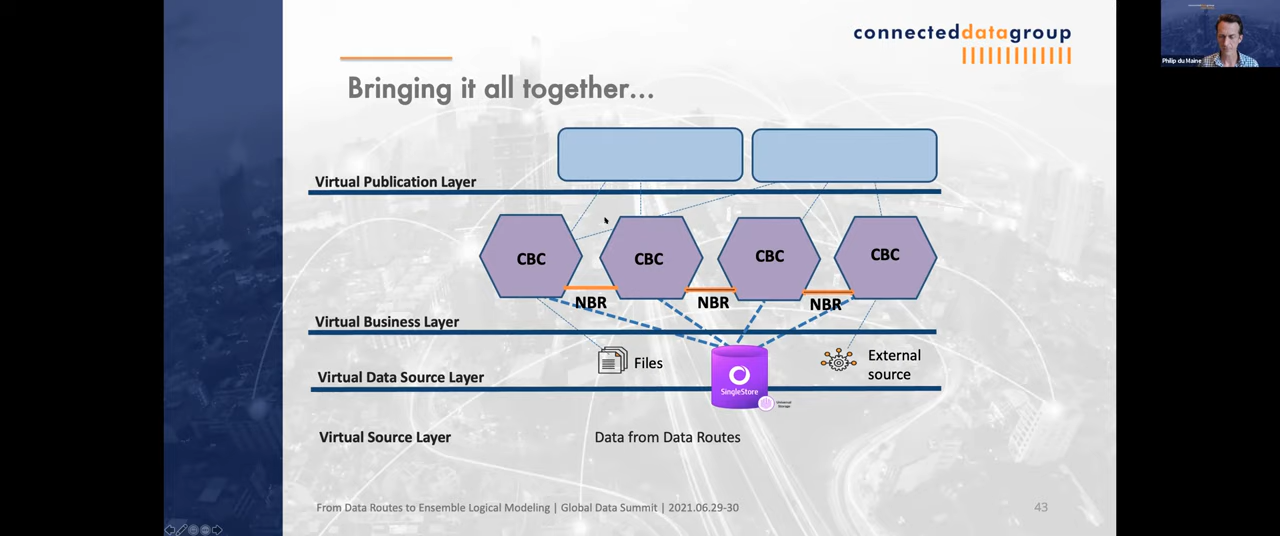 connecteddatagroup
Philip du Maine
Bringing it all together...
Virtual Publication Layer
CBC
CBC
CBC
CBC
NBR
NBR
NBR
Virtual Business Layer
Files
External
source
SingleStore
Universal
Storage
Virtual Data Source Layer
Virtual Source Layer
Data from Data Routes
From Data Routes to Ensemble Logical Modeling | Global Data Summit | 2021.06.29-30
43